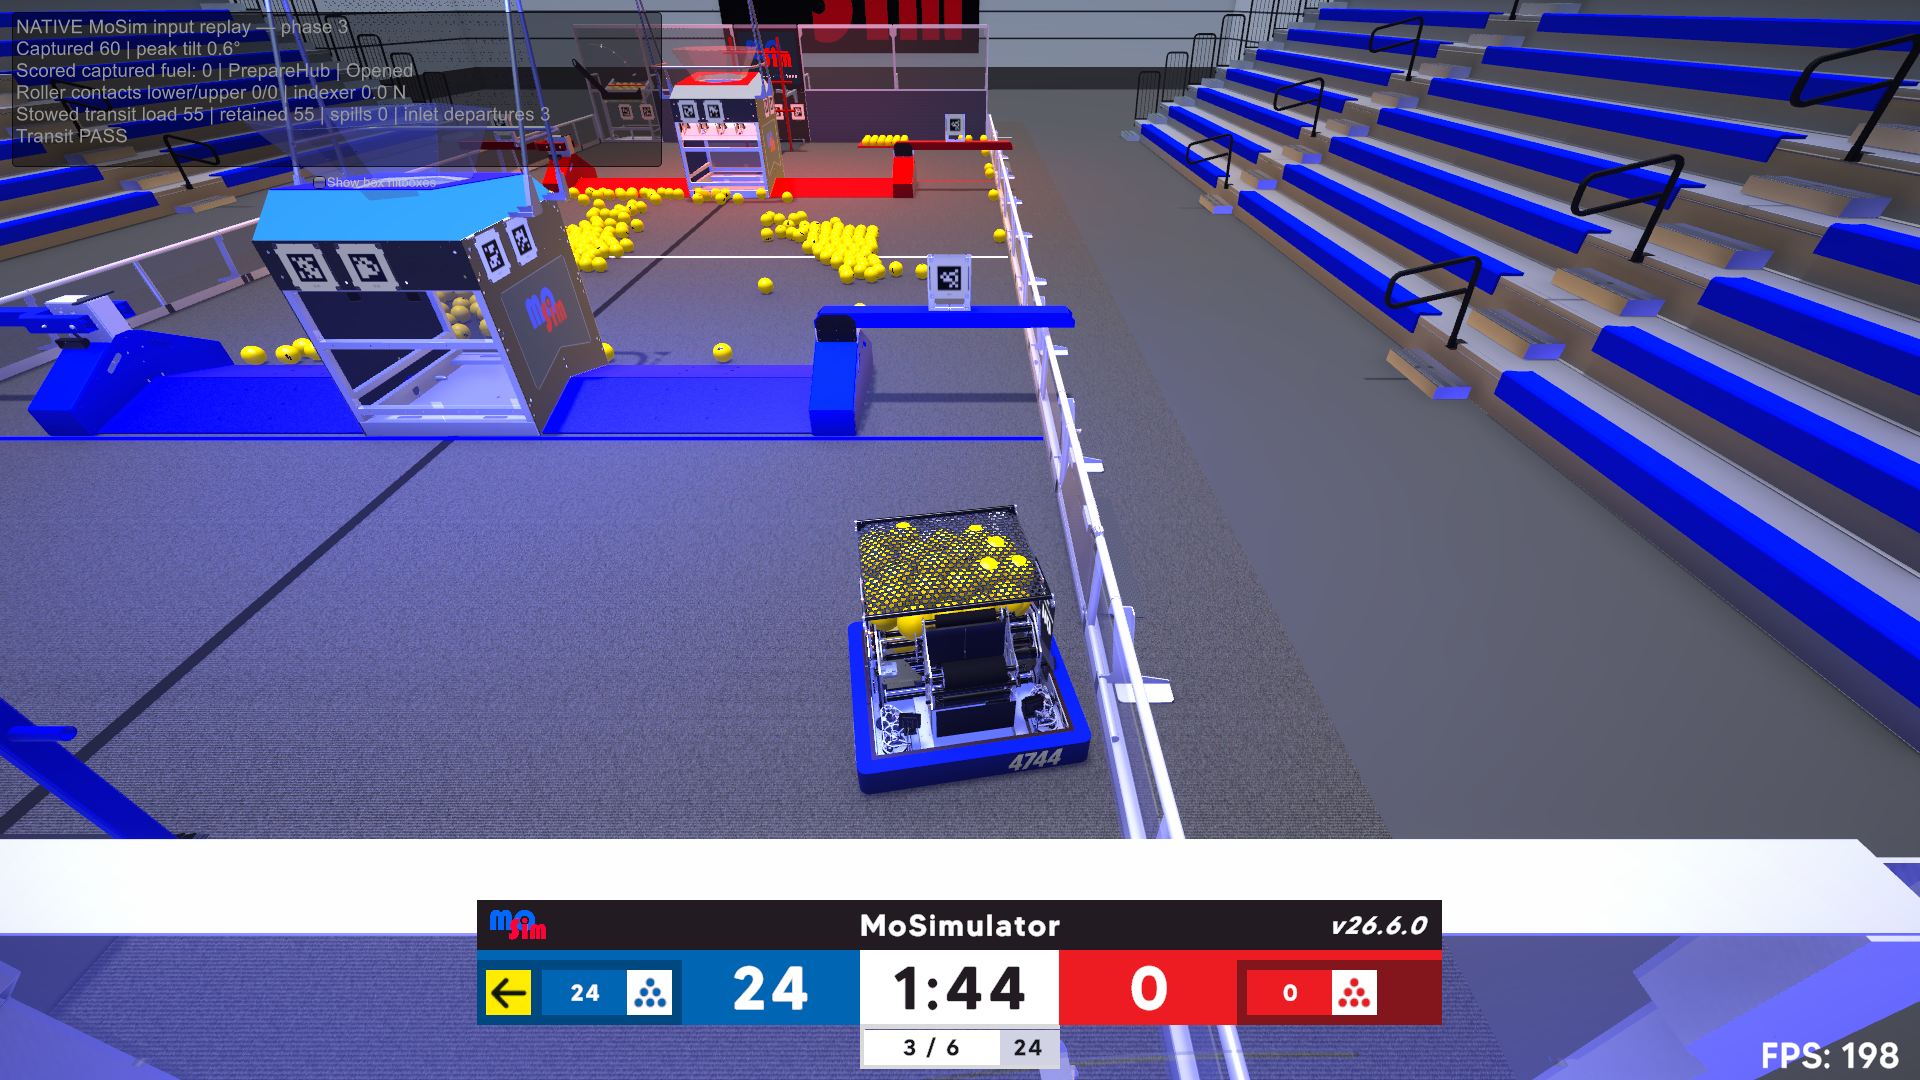 NATIVE MoSim input replay — phase 3
Captured 60 | peak tilt 0.6°
Scored captured fuel: 0 | PrepareHub | Opened
Roller contacts lower/upper 0/0 | indexer 0.0 N
Stowed transit load 55 | retained 55 | spills 0 | inlet departures 3
Transit PASS
Show box hitboxes
mosim
4744
mosim
MoSimulator
v26.6.0
24
24
1:44
0
0
3 / 6
24
FPS: 198